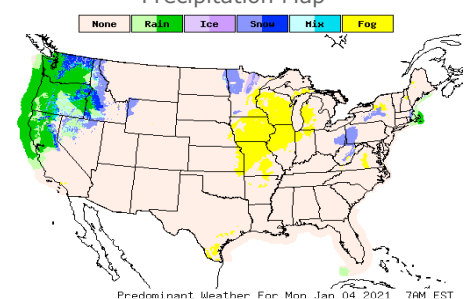 Precipitation Map
None Rain Ice Snow Mix Fog
Predominant Weather For Mon Jan 04 2021 7AM EST